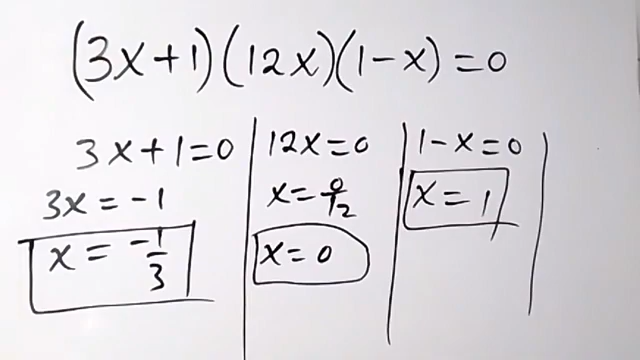 (3x+1)(12x)(1-x)=0
3x+1=0
3x=-1
x=-1/3
12x=0
x=0/12
x=0
1-x=0
x=1